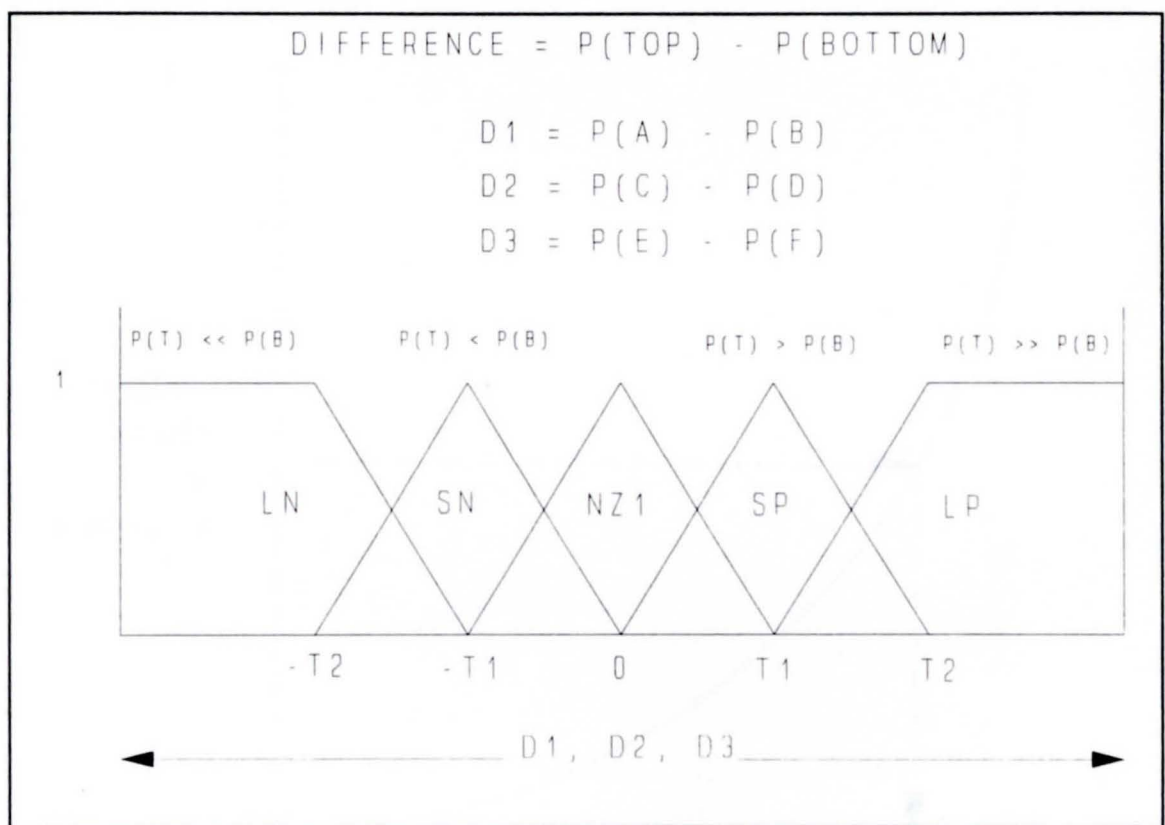 DIFFERENCE = P(TOP) - P(BOTTOM)
D1 = P(A) - P(B)
D2 = P(C) - P(D)
D3 = P(E) - P(F)
P(T) << P(B) P(T) < P(B) P(T) > P(B) P(T) >> P(B)
1
LN SN NZ1 SP LP
-T2 -T1 0 T1 T2
D1, D2, D3